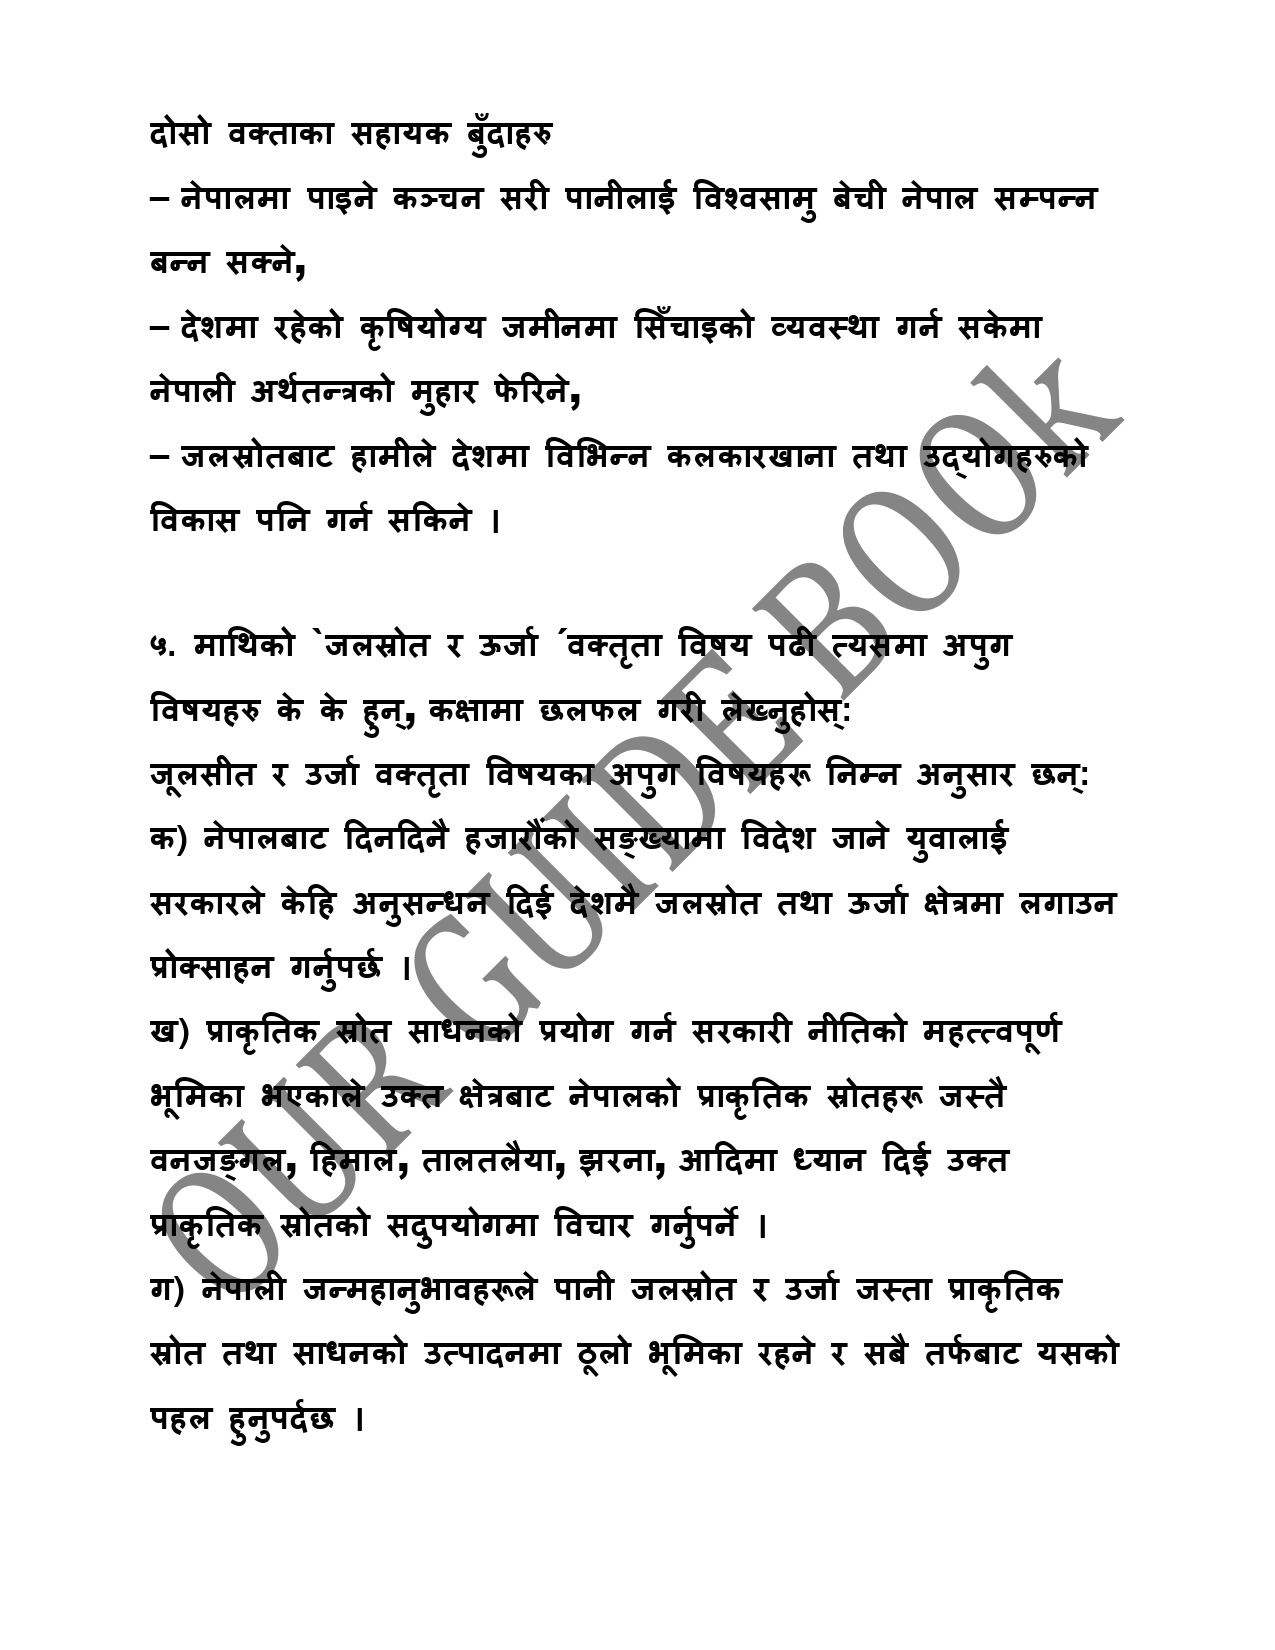 दोसो वक्ताका सहायक बुँदाहरु
– नेपालमा पाइने कञ्चन सरी पानीलाई विश्वसामु बेची नेपाल सम्पन्न
बन्न सक्ने,
– देशमा रहेको कृषियोग्य जमीनमा सिँचाइको व्यवस्था गर्न सकेमा
नेपाली अर्थतन्त्रको मुहार फेरिने,
– जलस्रोतबाट हामीले देशमा विभिन्न कलकारखाना तथा उद्‌योगहरुको
विकास पनि गर्न सकिने ।
५. माथिको `जलस्रोत र ऊर्जा ´वक्तृता विषय पढी त्यसमा अपुग
विषयहरु के के हुन्, कक्षामा छलफल गरी लेख्नुहोस्:
जूलसीत र उर्जा वक्तृता विषयका अपुग विषयहरू निम्न अनुसार छन्:
क) नेपालबाट दिनदिनै हजारौंको सङ्ख्यामा विदेश जाने युवालाई
सरकारले केहि अनुसन्धन दिई देशमै जलस्रोत तथा ऊर्जा क्षेत्रमा लगाउन
प्रोक्साहन गर्नुपर्छ ।
ख) प्राकृतिक स्रोत साधनको प्रयोग गर्न सरकारी नीतिको महत्त्वपूर्ण
भूमिका भएकाले उक्त क्षेत्रबाट नेपालको प्राकृतिक स्रोतहरू जस्तै
वनजङ्गल, हिमाल, तालतलैया, झरना, आदिमा ध्यान दिई उक्त
प्राकृतिक स्रोतको सदुपयोगमा विचार गर्नुपर्ने ।
ग) नेपाली जन्महानुभावहरूले पानी जलस्रोत र उर्जा जस्ता प्राकृतिक
स्रोत तथा साधनको उत्पादनमा ठूलो भूमिका रहने र सबै तर्फबाट यसको
पहल हुनुपर्दछ ।
OUR GUIDE BOOk